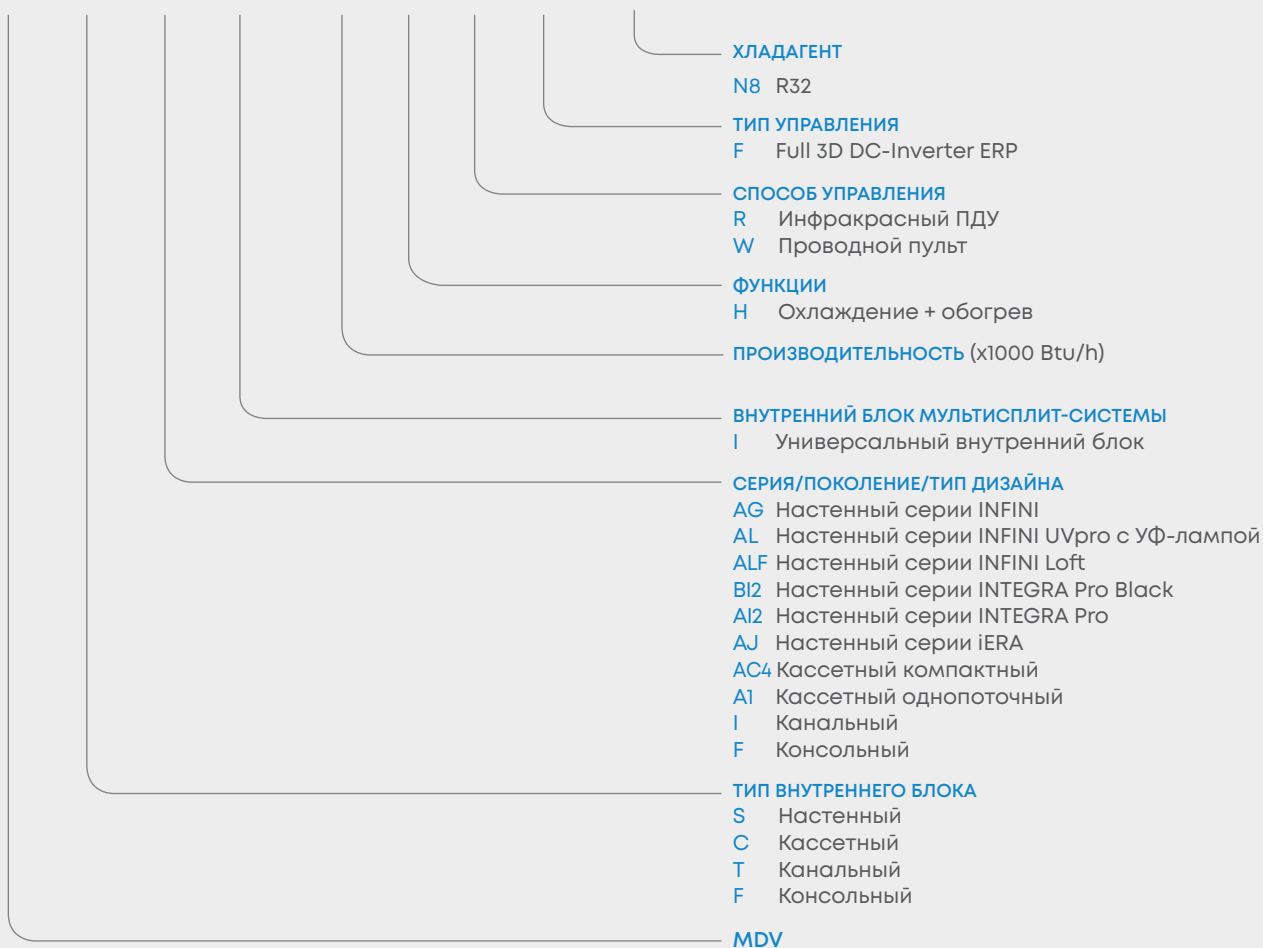 ХЛАДАГЕНТ
N8 R32
ТИП УПРАВЛЕНИЯ
F Full 3D DC-Inverter ERP
СПОСОБ УПРАВЛЕНИЯ
R Инфракрасный ПДУ
W Проводной пульт
ФУНКЦИИ
H Охлаждение + обогрев
ПРОИЗВОДИТЕЛЬНОСТЬ (x1000 Btu/h)
ВНУТРЕННИЙ БЛОК МУЛЬТИСПЛИТ-СИСТЕМЫ
I Универсальный внутренний блок
СЕРИЯ/ПОКОЛЕНИЕ/ТИП ДИЗАЙНА
AG Настенный серии INFINI
AL Настенный серии INFINI UVpro с УФ-лампой
ALF Настенный серии INFINI Loft
BI2 Настенный серии INTEGRA Pro Black
AI2 Настенный серии INTEGRA Pro
AJ Настенный серии iERA
AC4 Кассетный компактный
A1 Кассетный однопоточный
I Канальный
F Консольный
ТИП ВНУТРЕННЕГО БЛОКА
S Настенный
C Кассетный
T Канальный
F Консольный
MDV